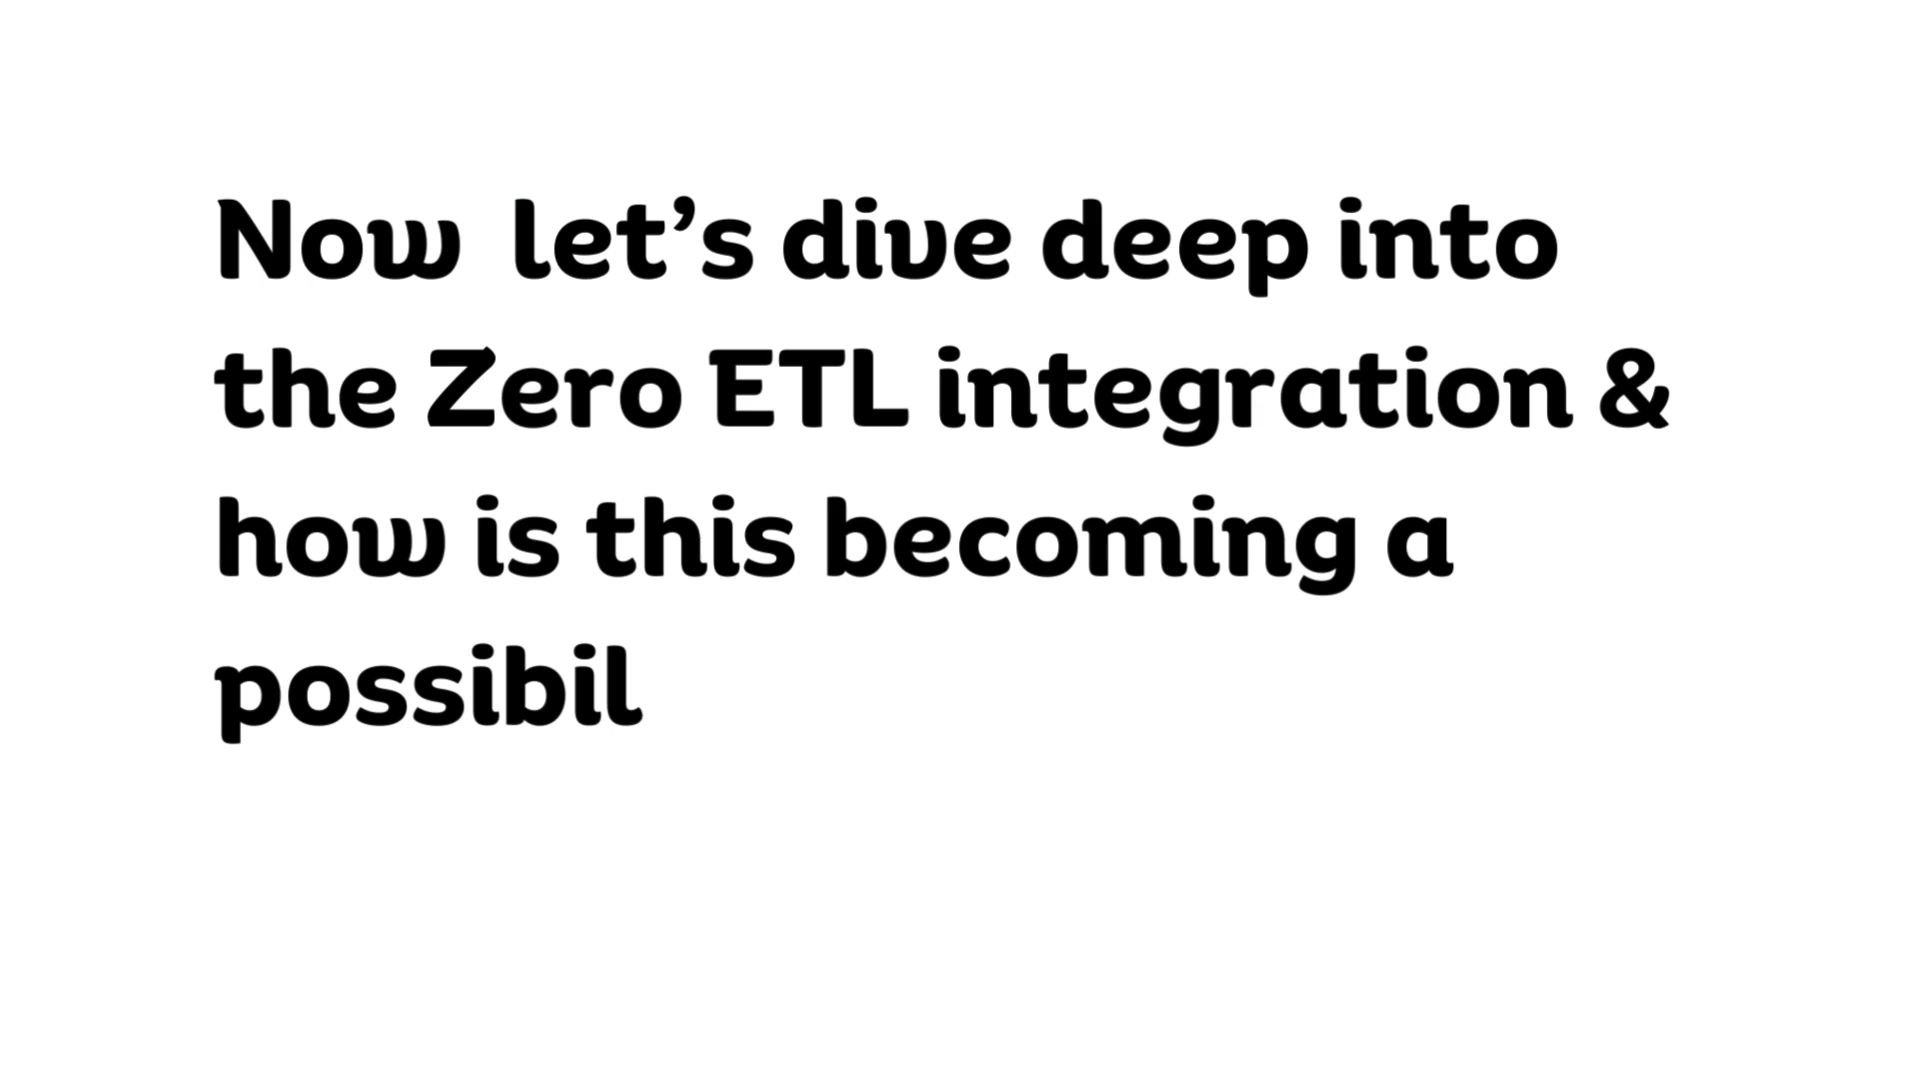 Now  let’s dive deep into
the Zero ETL integration &
how is this becoming a
possibil